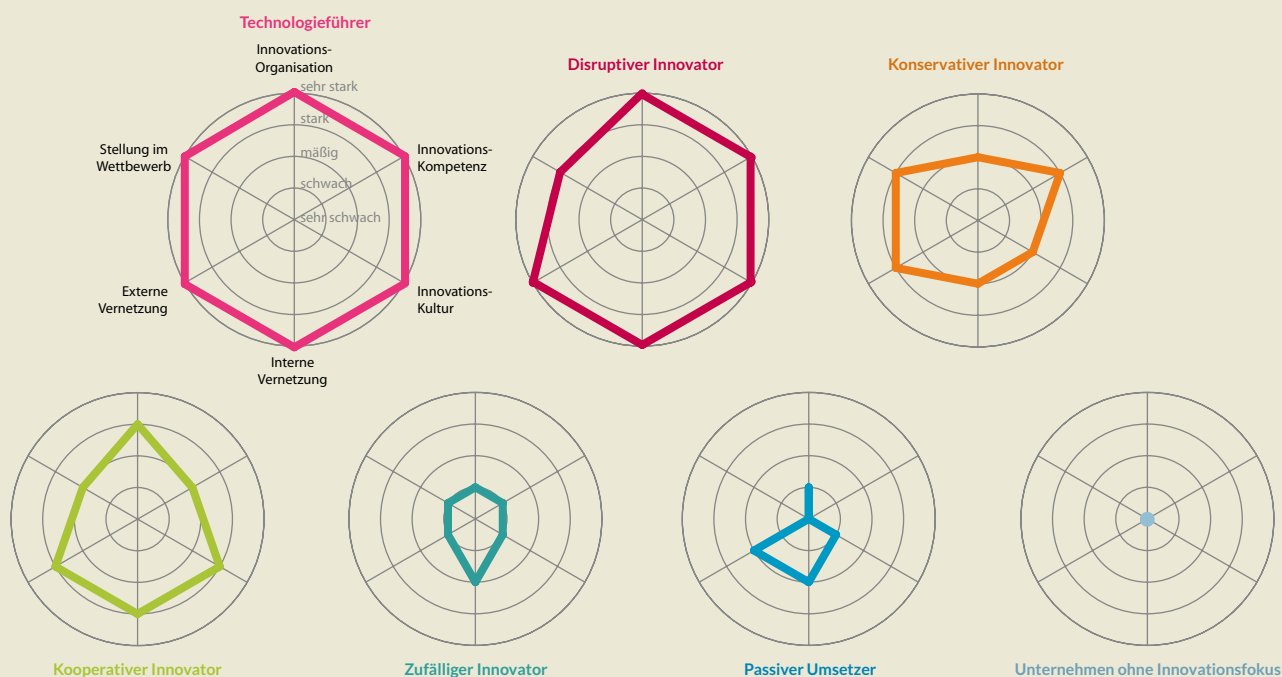 Technologieführer
Innovations-
Organisation
sehr stark
stark
mäßig
schwach
sehr schwach
Stellung im
Wettbewerb
Innovations-
Kompetenz
Externe
Vernetzung
Innovations-
Kultur
Interne
Vernetzung
Disruptiver Innovator
Konservativer Innovator
Kooperativer Innovator
Zufälliger Innovator
Passiver Umsetzer
Unternehmen ohne Innovationsfokus